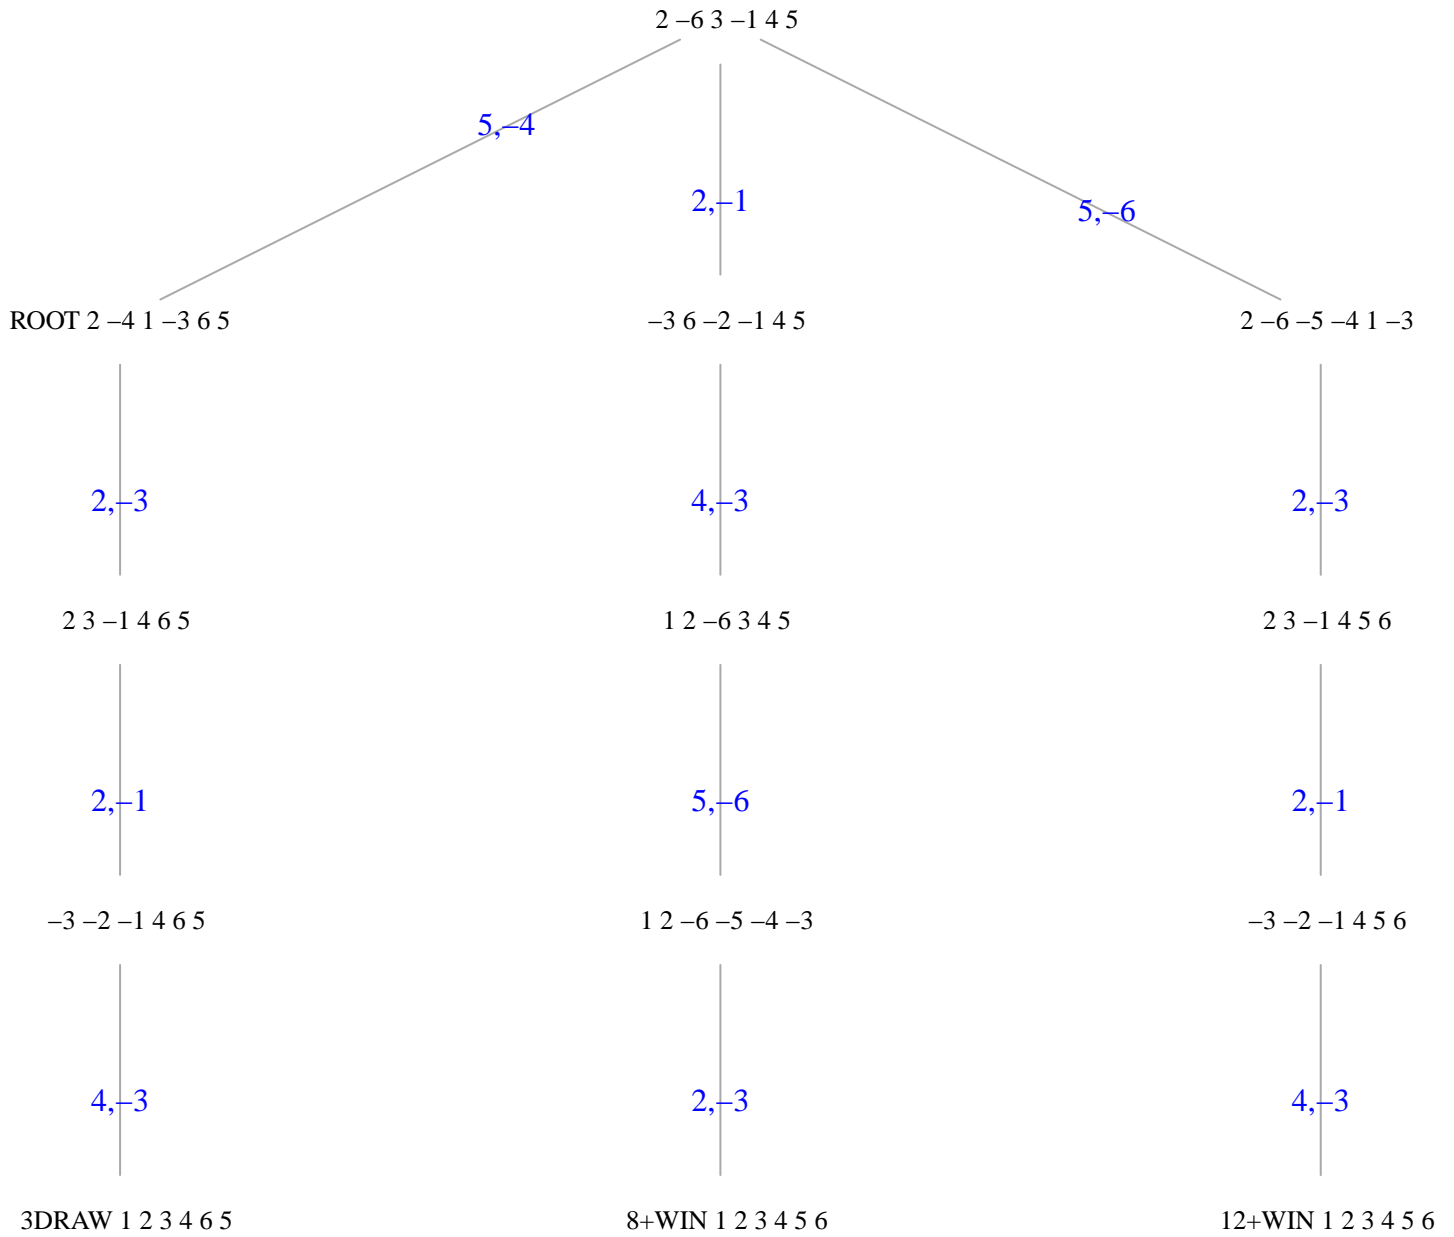 2 –6 3 –1 4 5
5,–4
2,–1
5,–6
ROOT 2 –4 1 –3 6 5
–3 6 –2 –1 4 5
2 –6 –5 –4 1 –3
2,–3
4,–3
2,–3
2 3 –1 4 6 5
1 2 –6 3 4 5
2 3 –1 4 5 6
2,–1
5,–6
2,–1
–3 –2 –1 4 6 5
1 2 –6 –5 –4 –3
–3 –2 –1 4 5 6
4,–3
2,–3
4,–3
3DRAW 1 2 3 4 6 5
8+WIN 1 2 3 4 5 6
12+WIN 1 2 3 4 5 6